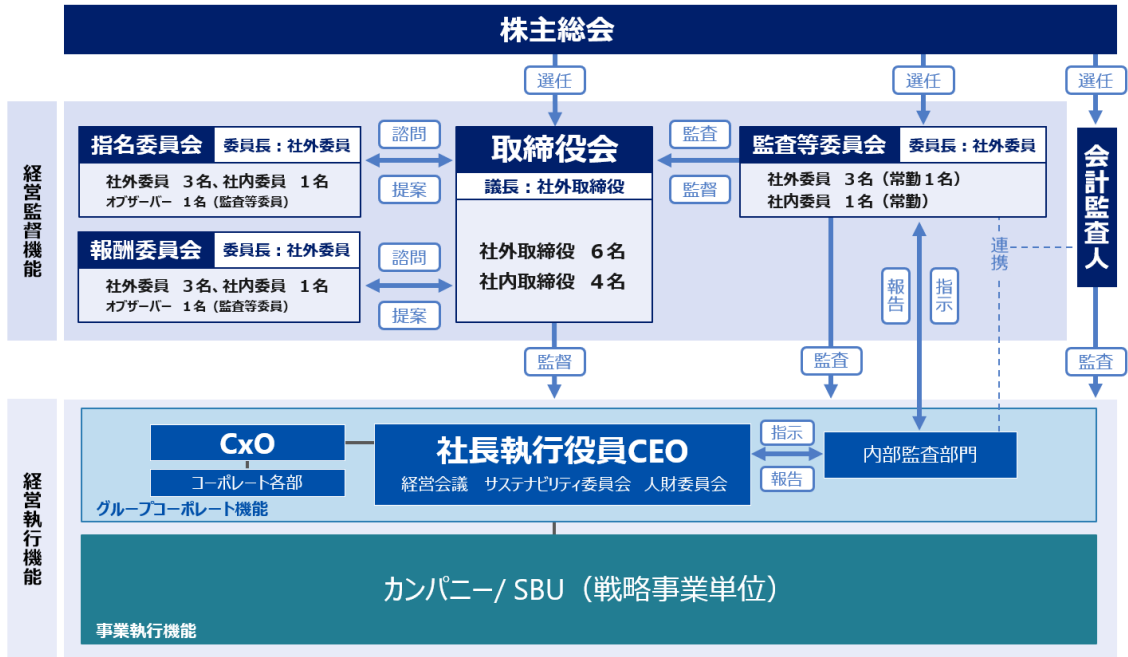 株主総会
選任
選任
選任
経営監督機能
指名委員会
委員長：社外委員
社外委員 3名、社内委員 1名
オブザーバー 1名（監査等委員）
諮問
提案
取締役会
議長：社外取締役
社外取締役 6名
社内取締役 4名
監査
監督
監査等委員会
委員長：社外委員
社外委員 3名（常勤1名）
社内委員 1名（常勤）
会計監査人
報酬委員会
委員長：社外委員
社外委員 3名、社内委員 1名
オブザーバー 1名（監査等委員）
諮問
提案
連携
報告
指示
監督
監査
監査
経営執行機能
CxO
コーポレート各部
グループコーポレート機能
社長執行役員CEO
経営会議 サステナビリティ委員会 人財委員会
指示
報告
内部監査部門
カンパニー/ SBU（戦略事業単位）
事業執行機能